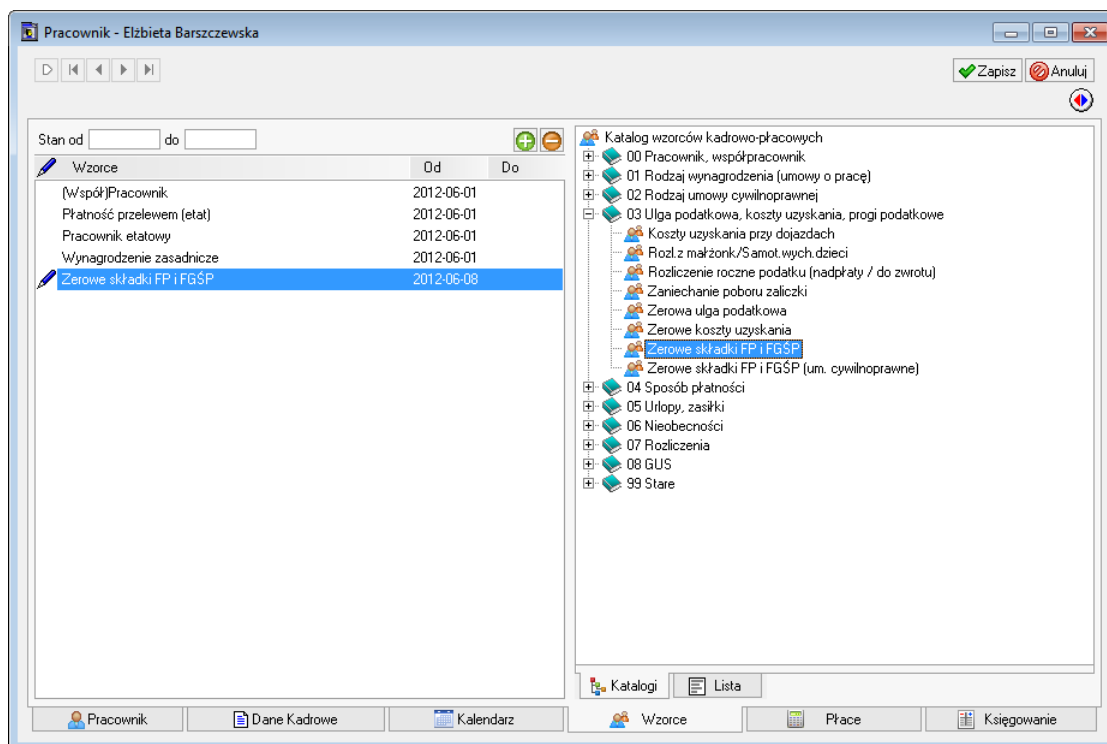 Pracownik - Elżbieta Barszczewska
Zapisz Anuluj
Stan od do
Wzorce Od Do
(Współ)Pracownik 2012-06-01
Płatność przelewem (etat) 2012-06-01
Pracownik etatowy 2012-06-01
Wynagrodzenie zasadnicze 2012-06-01
Zerowe składki FP i FGŚP 2012-06-08
Katalog wzorców kadrowo-płacowych
00 Pracownik, współpracownik
01 Rodzaj wynagrodzenia (umowy o pracę)
02 Rodzaj umowy cywilnoprawnej
03 Ulga podatkowa, koszty uzyskania, progi podatkowe
Koszty uzyskania przy dojazdach
Rozl.z małżonk/Samot.wych.dzieci
Rozliczenie roczne podatku (nadpłaty / do zwrotu)
Zaniechanie poboru zaliczki
Zerowa ulga podatkowa
Zerowe koszty uzyskania
Zerowe składki FP i FGŚP
Zerowe składki FP i FGŚP (um. cywilnoprawne)
04 Sposób płatności
05 Urlopy, zasiłki
06 Nieobecności
07 Rozliczenia
08 GUS
99 Stare
Katalogi Lista
Pracownik Dane Kadrowe Kalendarz Wzorce Płace Księgowanie